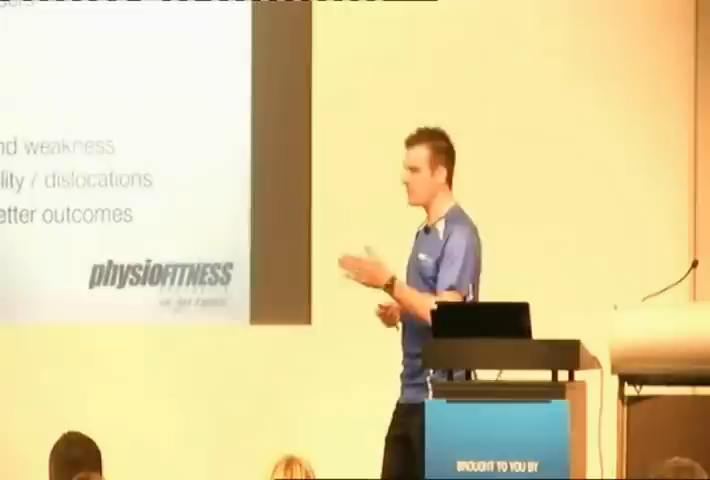 nd weakness
lity / dislocations
etter outcomes
physioFITNESS
BROUGHT TO YOU BY